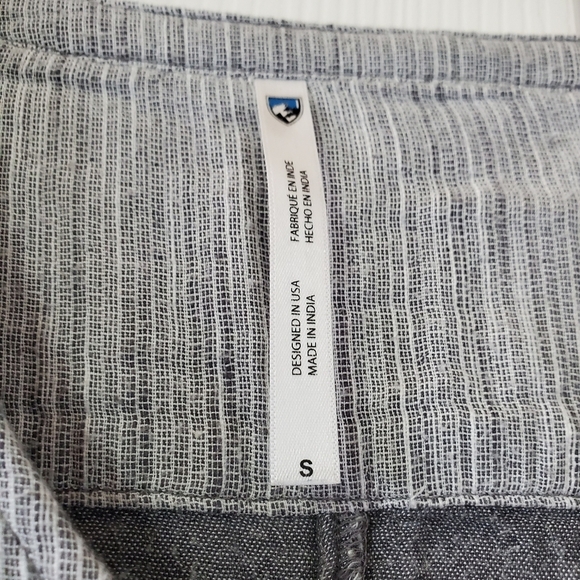 FABRIQUE EN INDE
HECHO EN INDIA
DESIGNED IN USA
MADE IN INDIA
S